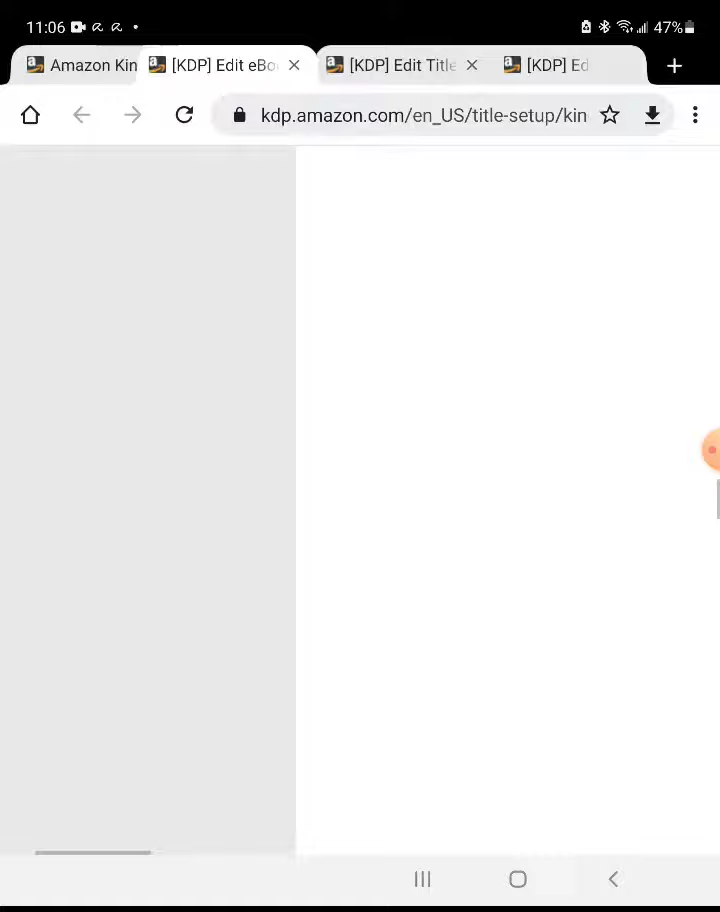 11:06
47%
Amazon Kin
[KDP] Edit eBo
[KDP] Edit Title
[KDP] Ed
kdp.amazon.com/en_US/title-setup/kin